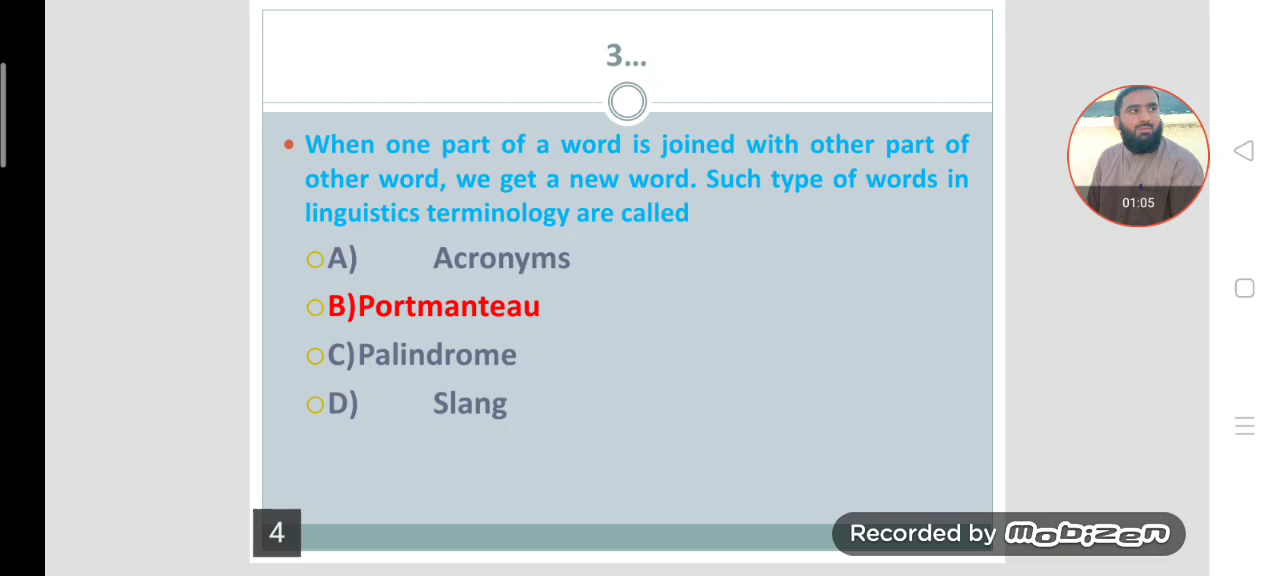 3...
• When one part of a word is joined with other part of
other word, we get a new word. Such type of words in
linguistics terminology are called
A) Acronyms
B)Portmanteau
C)Palindrome
D) Slang
01:05
4
Recorded by mobizen